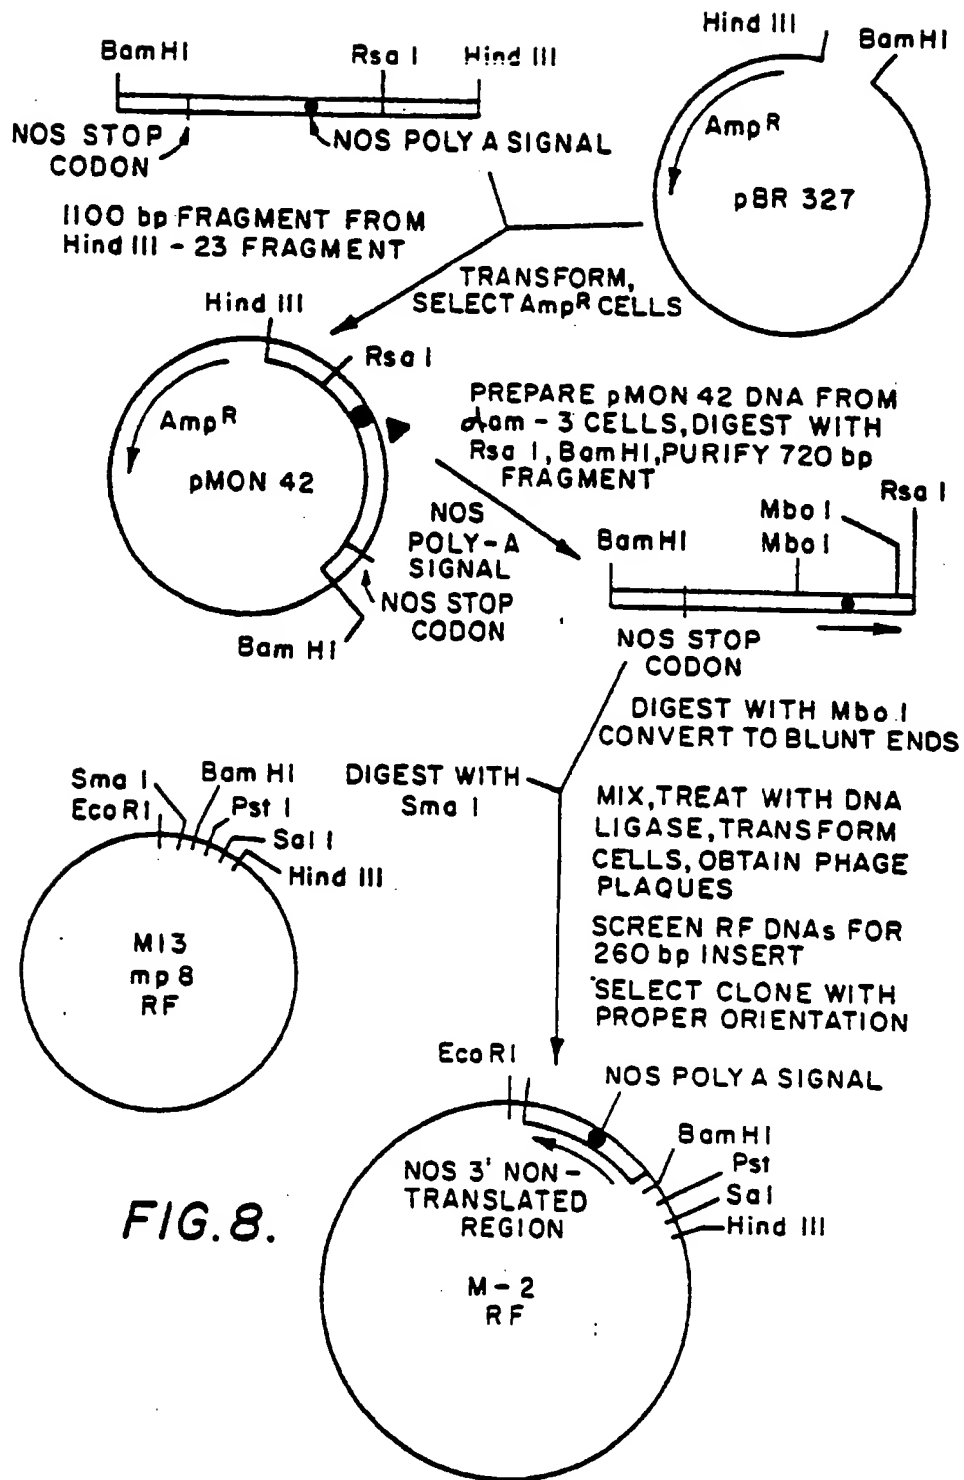 BamHI
Rsa I
Hind III
NOS STOP
CODON
NOS POLY A SIGNAL
Hind III
BamHI
AmpR
pBR 327
1100 bp FRAGMENT FROM
Hind III - 23 FRAGMENT
TRANSFORM,
SELECT AmpR CELLS
Hind III
Rsa I
AmpR
pMON 42
NOS
POLY-A
SIGNAL
NOS STOP
CODON
Bam HI
PREPARE pMON 42 DNA FROM
dam - 3 CELLS, DIGEST WITH
Rsa I, BamHI, PURIFY 720 bp
FRAGMENT
BamHI
Mbo I
Mbo I
Rsa I
NOS STOP
CODON
DIGEST WITH Mbo I
CONVERT TO BLUNT ENDS
DIGEST WITH
Sma I
MIX, TREAT WITH DNA
LIGASE, TRANSFORM
CELLS, OBTAIN PHAGE
PLAQUES
SCREEN RF DNAs FOR
260 bp INSERT
SELECT CLONE WITH
PROPER ORIENTATION
Sma I
EcoRI
Bam HI
Pst I
Sal I
Hind III
M13
mp 8
RF
EcoRI
NOS POLY A SIGNAL
BamHI
Pst
Sal
Hind III
NOS 3' NON-
TRANSLATED
REGION
M - 2
RF
FIG. 8.